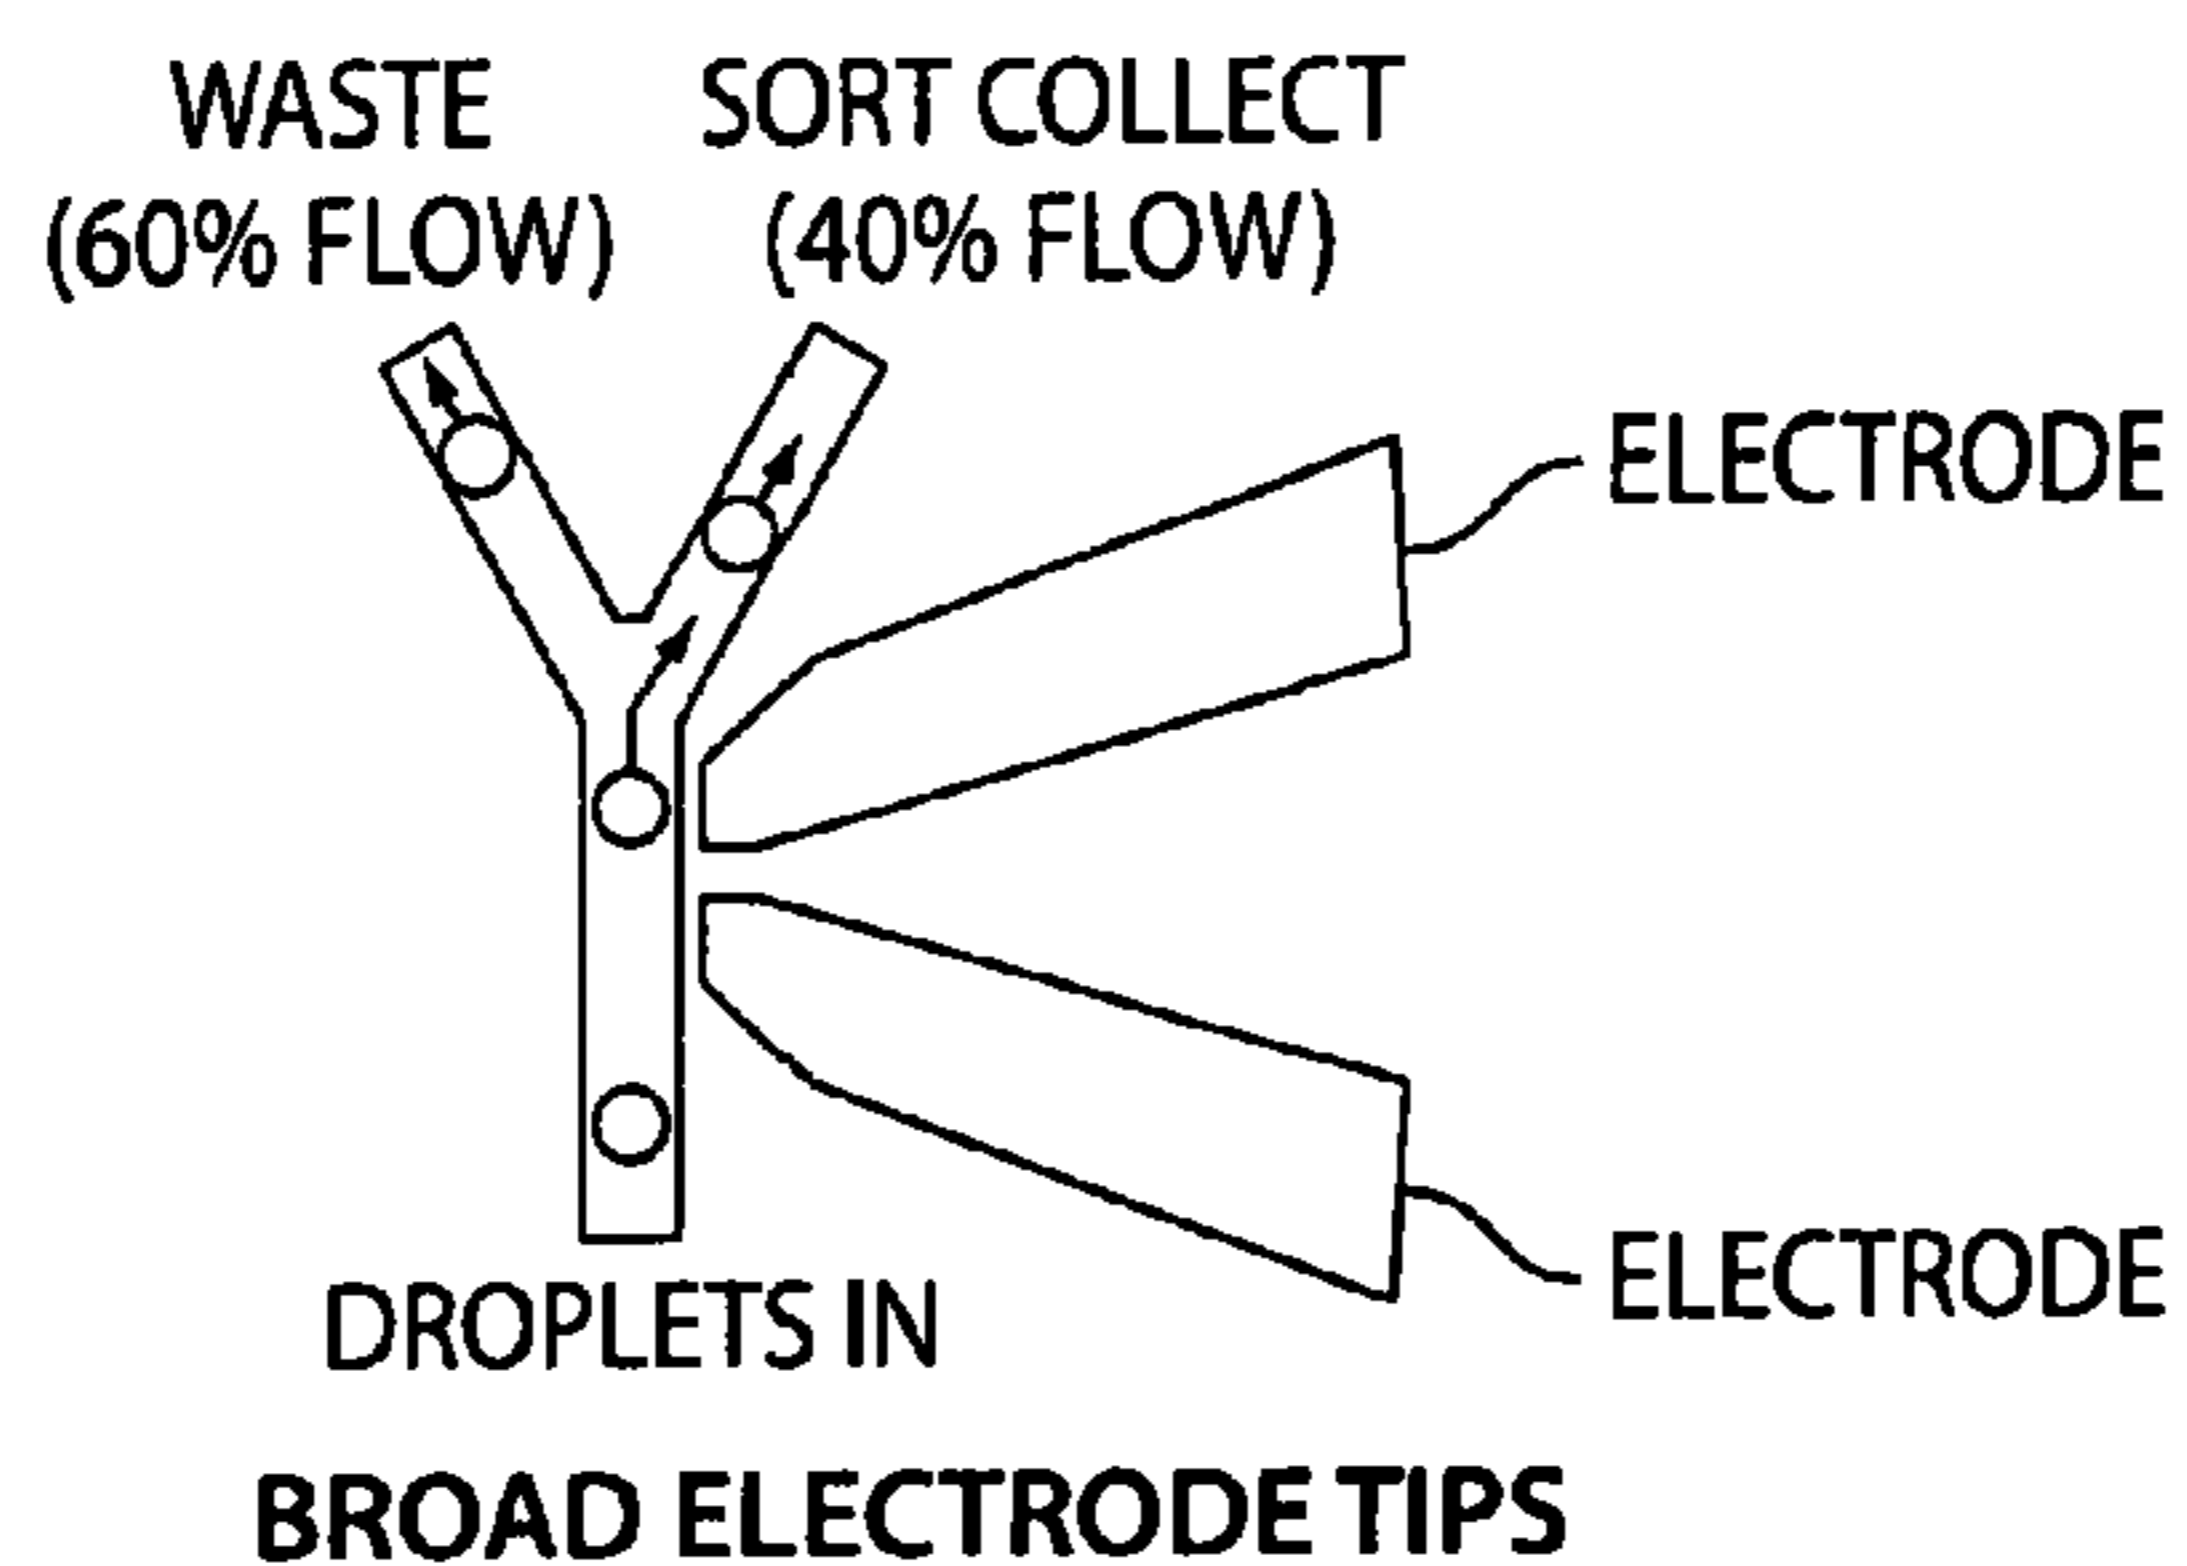 WASTE
(60% FLOW)
SORT COLLECT
(40% FLOW)
ELECTRODE
ELECTRODE
DROPLETS IN
BROAD ELECTRODE TIPS